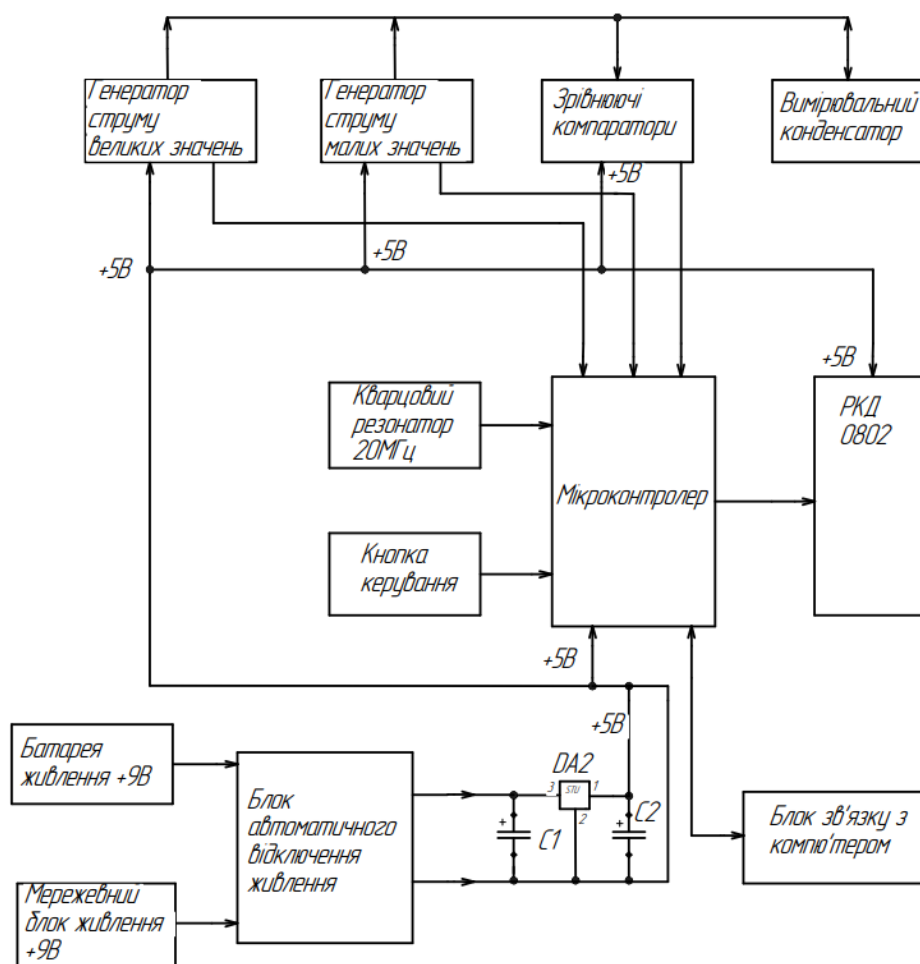 Генератор
струму
великих значень
Генератор
струму
малих значень
Зрівнюючі
компаратори
Вимірювальний
конденсатор
+5В
+5В
+5В
+5В
Кварцовий
резонатор
20МГц
РКД
0802
Мікроконтролер
Кнопка
керування
+5В
+5В
Батарея
живлення +9В
DA2
3
STU
1
2
C1
C2
Блок
автоматичного
відключення
живлення
+
+
Блок зв'язку з
комп'ютером
Мережевний
блок живлення
+9В